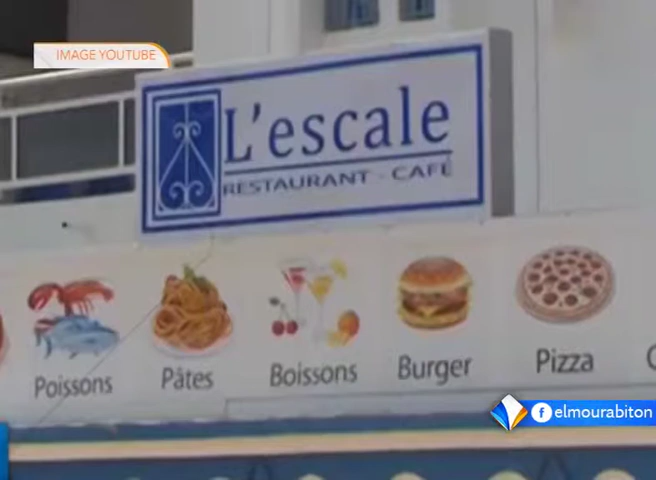 IMAGE YOUTUBE
L'escale
RESTAURANT - CAFÉ
Poissons
Pâtes
Boissons
Burger
Pizza
elmourabiton